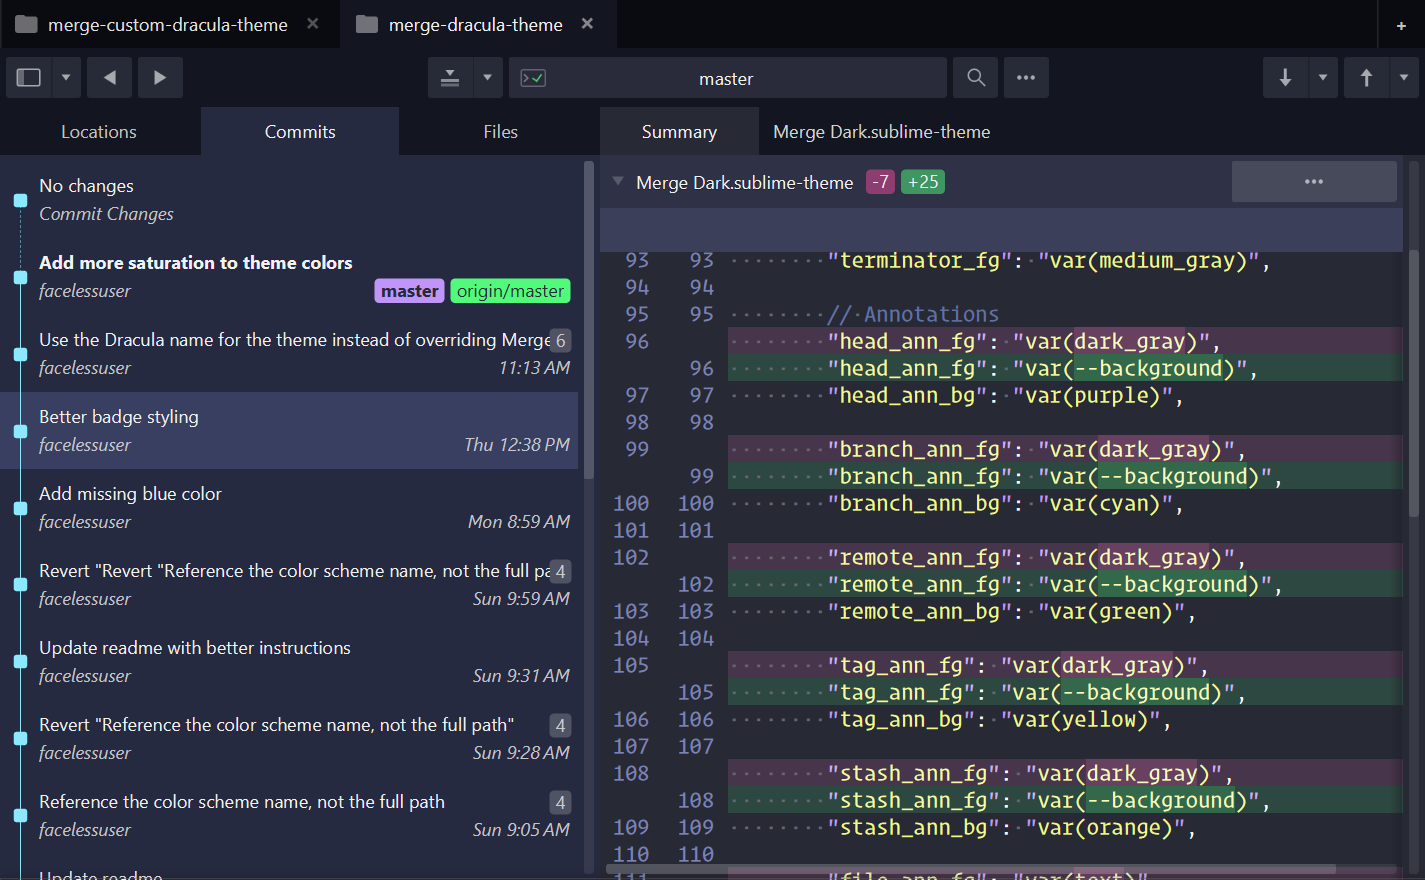 merge-custom-dracula-theme
merge-dracula-theme
master
Locations
Commits
Files
Summary
Merge Dark.sublime-theme
No changes
Commit Changes
Add more saturation to theme colors
facelessuser
master origin/master
Use the Dracula name for the theme instead of overriding Merge 6
facelessuser 11:13 AM
Better badge styling
facelessuser Thu 12:38 PM
Add missing blue color
facelessuser Mon 8:59 AM
Revert "Revert "Reference the color scheme name, not the full pa 4
facelessuser Sun 9:59 AM
Update readme with better instructions
facelessuser Sun 9:31 AM
Revert "Reference the color scheme name, not the full path" 4
facelessuser Sun 9:28 AM
Reference the color scheme name, not the full path 4
facelessuser Sun 9:05 AM
Update readme
Merge Dark.sublime-theme -7 +25
93 93 "terminator_fg": "var(medium_gray)",
94 94
95 95 // Annotations
96 "head_ann_fg": "var(dark_gray)",
96 "head_ann_fg": "var(--background)",
97 97 "head_ann_bg": "var(purple)",
98 98
99 "branch_ann_fg": "var(dark_gray)",
99 "branch_ann_fg": "var(--background)",
100 100 "branch_ann_bg": "var(cyan)",
101 101
102 "remote_ann_fg": "var(dark_gray)",
102 "remote_ann_fg": "var(--background)",
103 103 "remote_ann_bg": "var(green)",
104 104
105 "tag_ann_fg": "var(dark_gray)",
105 "tag_ann_fg": "var(--background)",
106 106 "tag_ann_bg": "var(yellow)",
107 107
108 "stash_ann_fg": "var(dark_gray)",
108 "stash_ann_fg": "var(--background)",
109 109 "stash_ann_bg": "var(orange)",
110 110
111 "file_ann_fg": "var(text)"